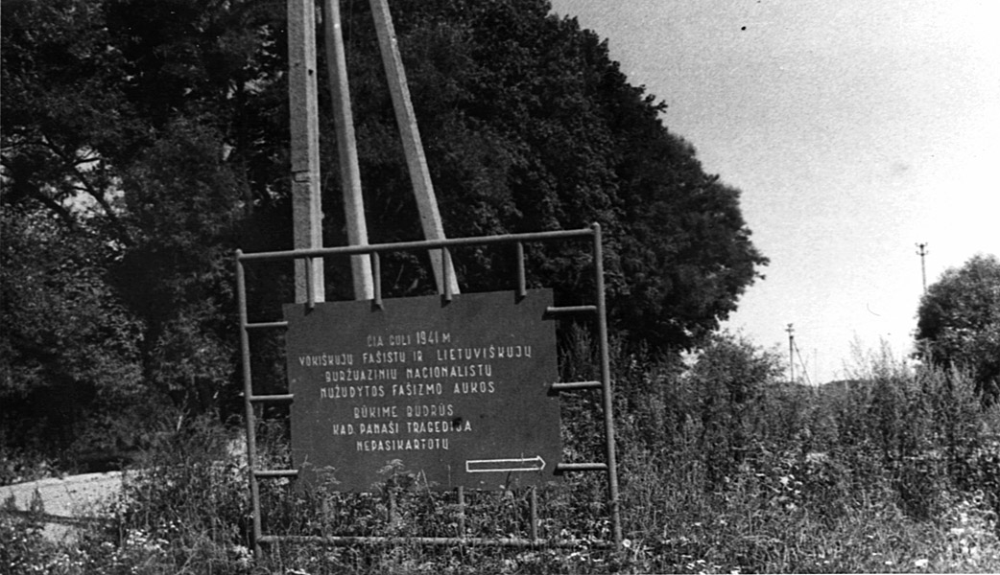 ČIA GULI 1941 M.
VOKIŠKŲJŲ FAŠISTŲ IR LIETUVIŠKŲJŲ
BURŽUAZINIŲ NACIONALISTŲ
NUŽUDYTOS FAŠIZMO AUKOS
BŪKIME BUDRŪS
KAD PANAŠI TRAGEDIJA
NEPASIKARTOTŲ